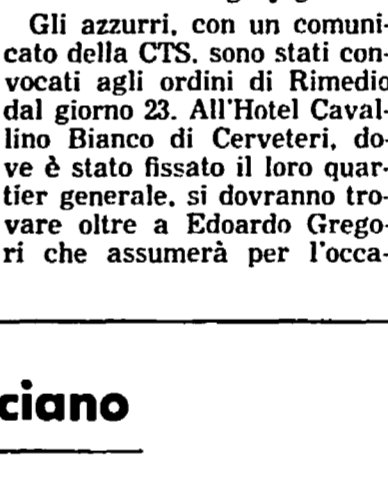 Gli azzurri, con un comuni-
cato della CTS, sono stati con-
vocati agli ordini di Rimedio
dal giorno 23. All'Hotel Caval-
lino Bianco di Cerveteri, do-
ve è stato fissato il loro quar-
tier generale, si dovranno tro-
vare oltre a Edoardo Grego-
ri che assumerà per l'occa-
ciano